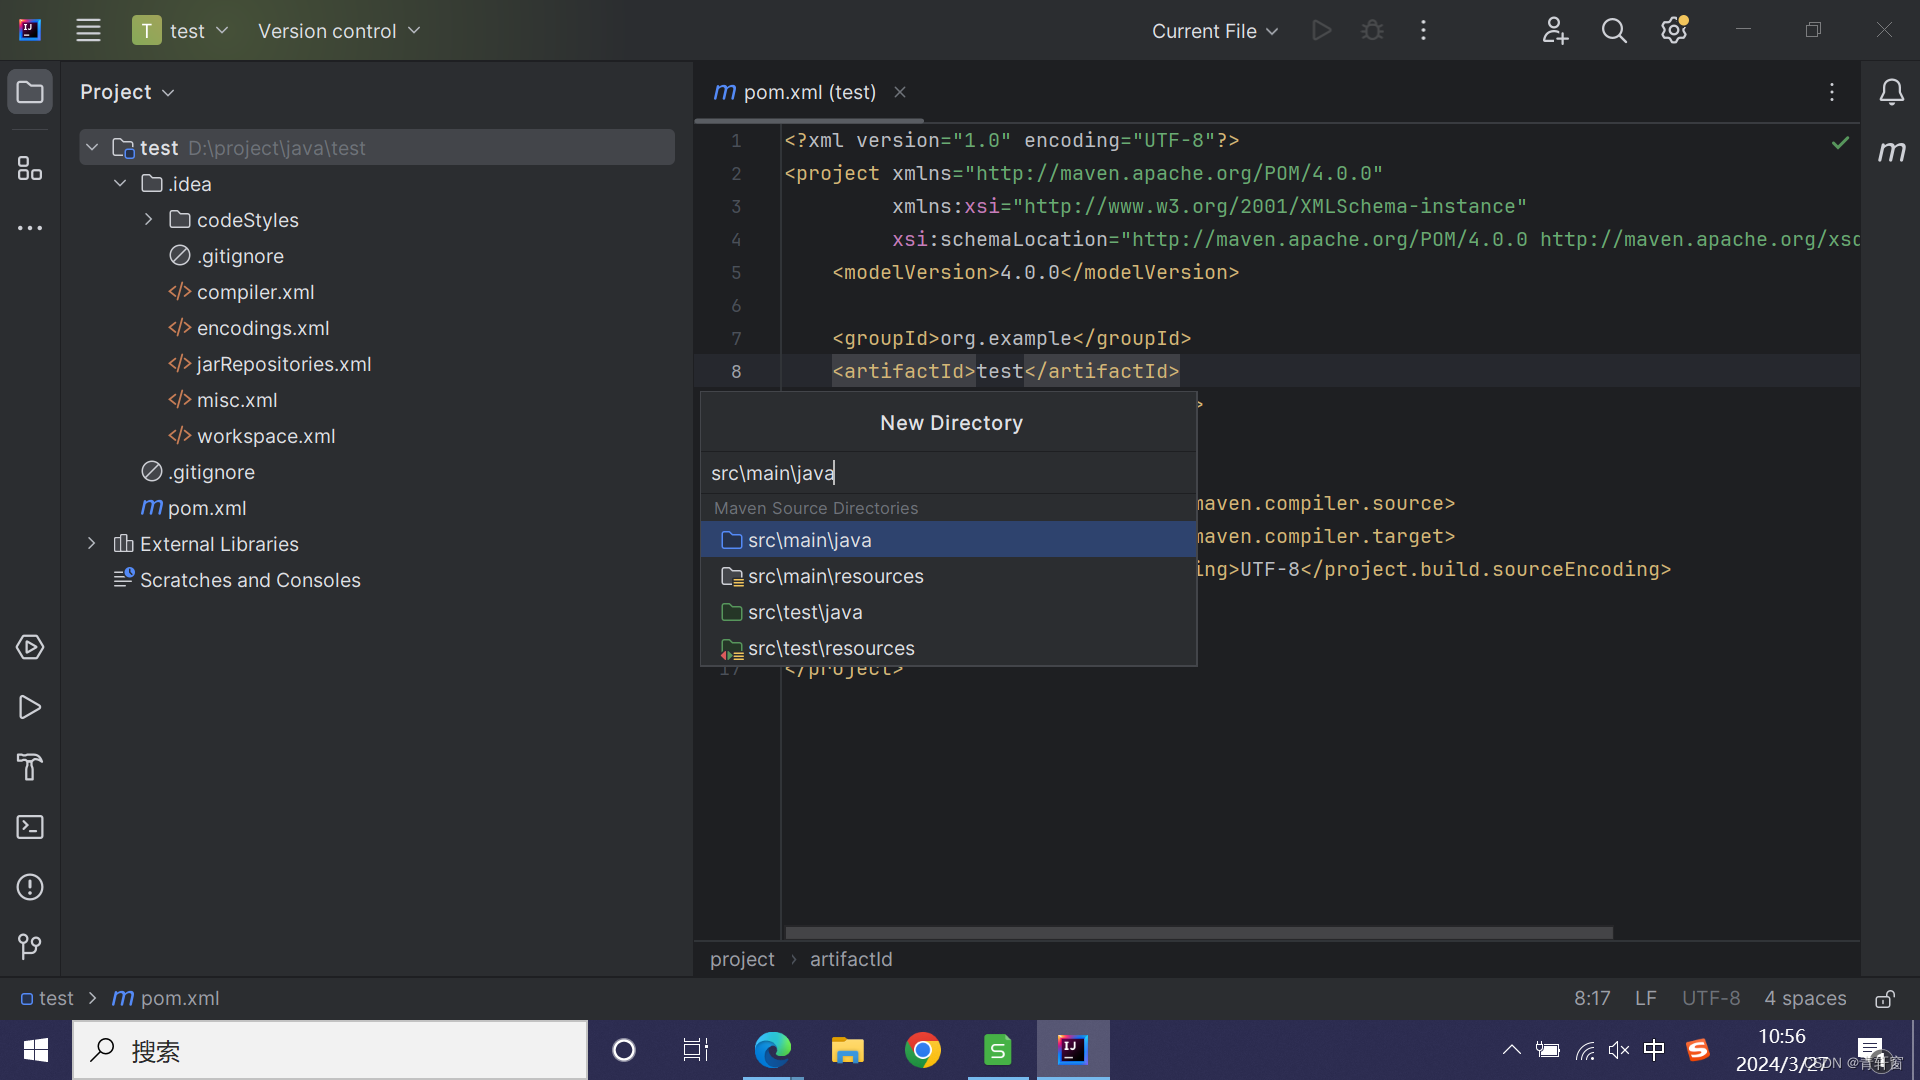 T test Version control Current File
Project
test D:\project\java\test
.idea
codeStyles
.gitignore
compiler.xml
encodings.xml
jarRepositories.xml
misc.xml
workspace.xml
.gitignore
pom.xml
External Libraries
Scratches and Consoles
pom.xml (test)
1 <?xml version="1.0" encoding="UTF-8"?>
2 <project xmlns="http://maven.apache.org/POM/4.0.0"
3 xmlns:xsi="http://www.w3.org/2001/XMLSchema-instance"
4 xsi:schemaLocation="http://maven.apache.org/POM/4.0.0 http://maven.apache.org/xsd
5 <modelVersion>4.0.0</modelVersion>
6
7 <groupId>org.example</groupId>
8 <artifactId>test</artifactId>
>
New Directory
src\main\java
Maven Source Directories
src\main\java
src\main\resources
src\test\java
src\test\resources
maven.compiler.source>
maven.compiler.target>
ing>UTF-8</project.build.sourceEncoding>
17 </project>
project › artifactId
test > pom.xml 8:17 LF UTF-8 4 spaces
搜索
中
10:56
2024/3/27
CSDN @青轩窗